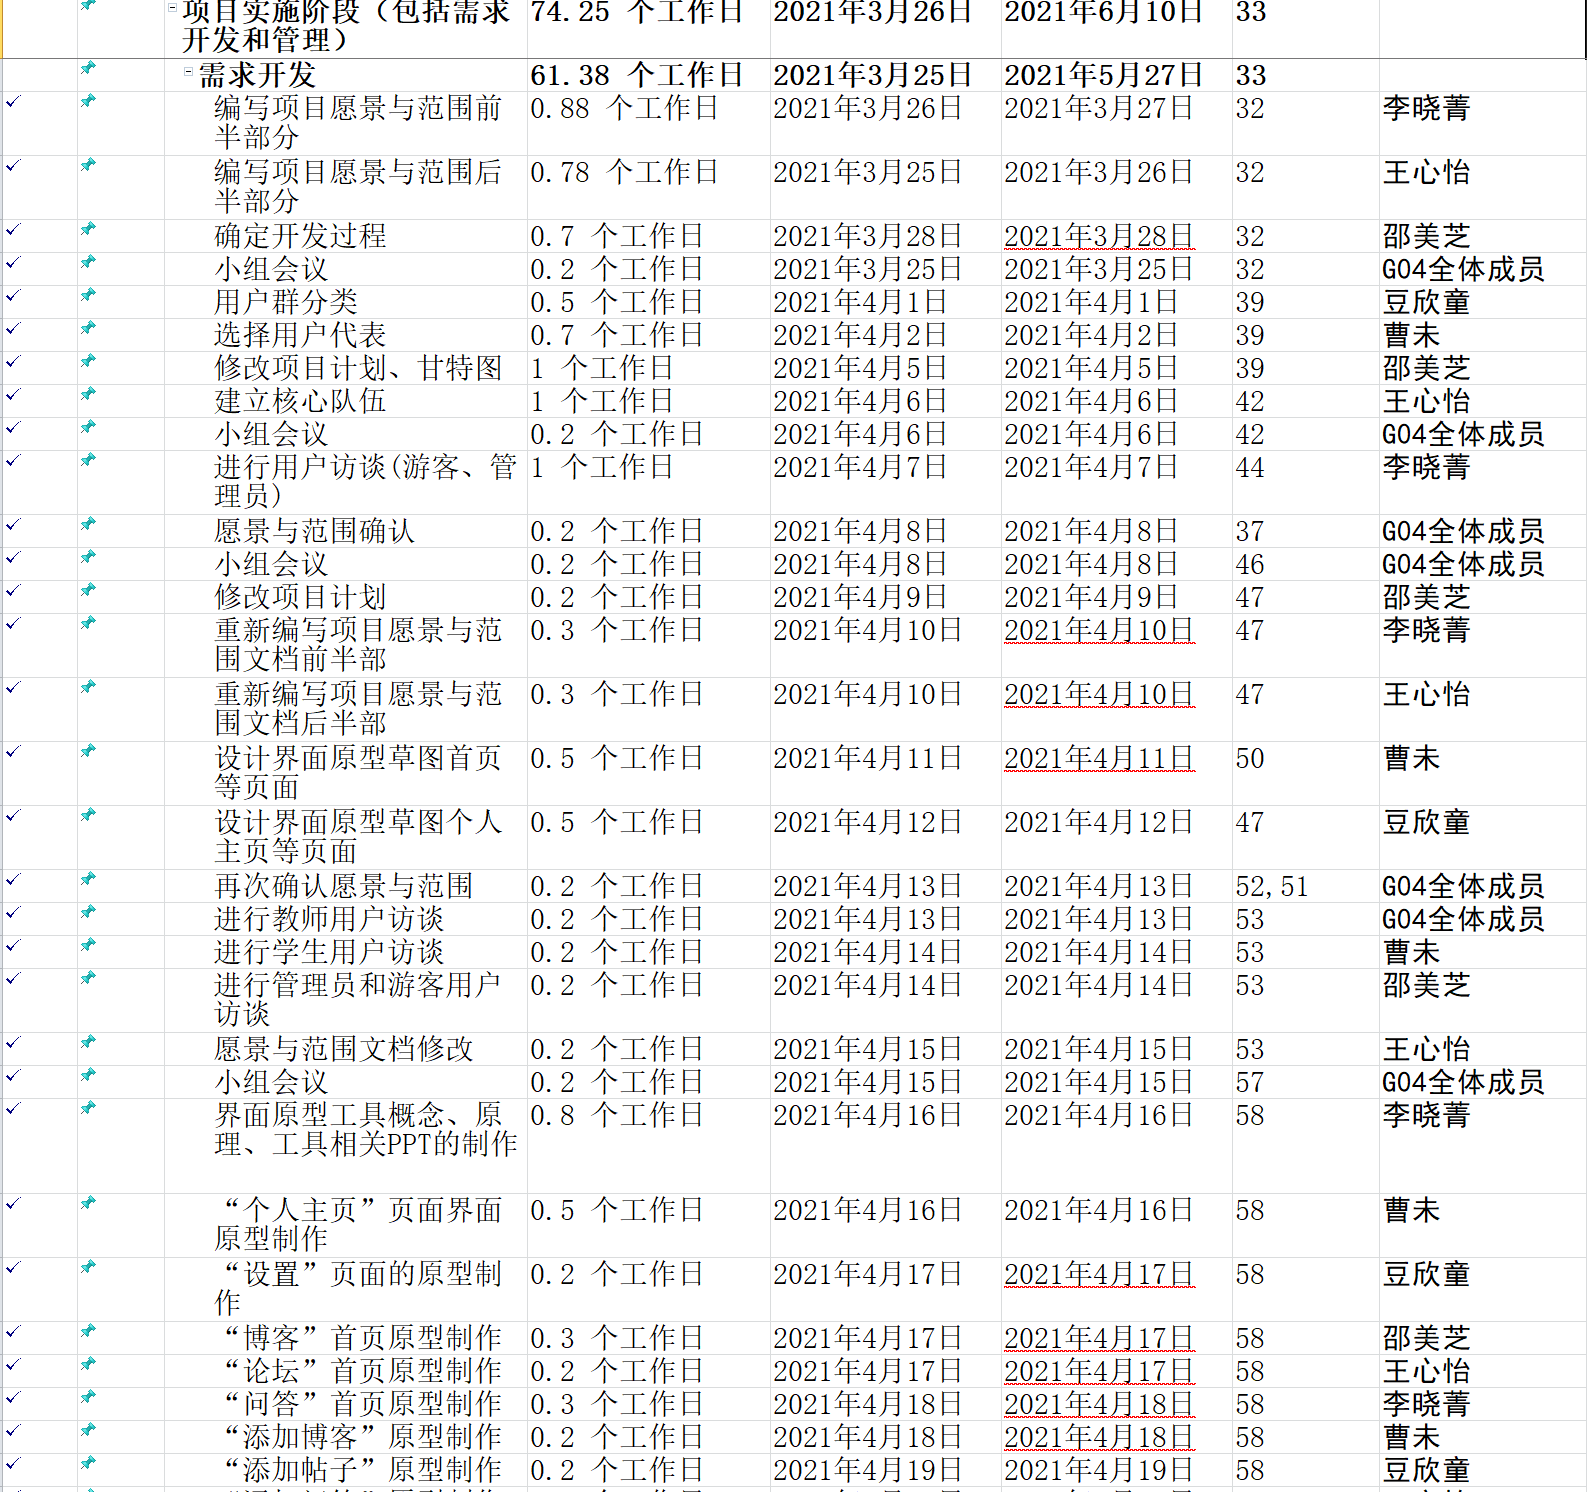 项目实施阶段（包括需求 74.25 个工作日 2021年3月26日 2021年6月10日 33
开发和管理）
需求开发 61.38 个工作日 2021年3月25日 2021年5月27日 33
编写项目愿景与范围前 0.88 个工作日 2021年3月26日 2021年3月27日 32 李晓菁
半部分
编写项目愿景与范围后 0.78 个工作日 2021年3月25日 2021年3月26日 32 王心怡
半部分
确定开发过程 0.7 个工作日 2021年3月28日 2021年3月28日 32 邵美芝
小组会议 0.2 个工作日 2021年3月25日 2021年3月25日 32 G04全体成员
用户群分类 0.5 个工作日 2021年4月1日 2021年4月1日 39 豆欣童
选择用户代表 0.7 个工作日 2021年4月2日 2021年4月2日 39 曹未
修改项目计划、甘特图 1 个工作日 2021年4月5日 2021年4月5日 39 邵美芝
建立核心队伍 1 个工作日 2021年4月6日 2021年4月6日 42 王心怡
小组会议 0.2 个工作日 2021年4月6日 2021年4月6日 42 G04全体成员
进行用户访谈(游客、管 1 个工作日 2021年4月7日 2021年4月7日 44 李晓菁
理员)
愿景与范围确认 0.2 个工作日 2021年4月8日 2021年4月8日 37 G04全体成员
小组会议 0.2 个工作日 2021年4月8日 2021年4月8日 46 G04全体成员
修改项目计划 0.2 个工作日 2021年4月9日 2021年4月9日 47 邵美芝
重新编写项目愿景与范 0.3 个工作日 2021年4月10日 2021年4月10日 47 李晓菁
围文档前半部
重新编写项目愿景与范 0.3 个工作日 2021年4月10日 2021年4月10日 47 王心怡
围文档后半部
设计界面原型草图首页 0.5 个工作日 2021年4月11日 2021年4月11日 50 曹未
等页面
设计界面原型草图个人 0.5 个工作日 2021年4月12日 2021年4月12日 47 豆欣童
主页等页面
再次确认愿景与范围 0.2 个工作日 2021年4月13日 2021年4月13日 52,51 G04全体成员
进行教师用户访谈 0.2 个工作日 2021年4月13日 2021年4月13日 53 G04全体成员
进行学生用户访谈 0.2 个工作日 2021年4月14日 2021年4月14日 53 曹未
进行管理员和游客用户 0.2 个工作日 2021年4月14日 2021年4月14日 53 邵美芝
访谈
愿景与范围文档修改 0.2 个工作日 2021年4月15日 2021年4月15日 53 王心怡
小组会议 0.2 个工作日 2021年4月15日 2021年4月15日 57 G04全体成员
界面原型工具概念、原 0.8 个工作日 2021年4月16日 2021年4月16日 58 李晓菁
理、工具相关PPT的制作
“个人主页”页面界面 0.5 个工作日 2021年4月16日 2021年4月16日 58 曹未
原型制作
“设置”页面的原型制 0.2 个工作日 2021年4月17日 2021年4月17日 58 豆欣童
作
“博客”首页原型制作 0.3 个工作日 2021年4月17日 2021年4月17日 58 邵美芝
“论坛”首页原型制作 0.2 个工作日 2021年4月17日 2021年4月17日 58 王心怡
“问答”首页原型制作 0.3 个工作日 2021年4月18日 2021年4月18日 58 李晓菁
“添加博客”原型制作 0.2 个工作日 2021年4月18日 2021年4月18日 58 曹未
“添加帖子”原型制作 0.2 个工作日 2021年4月19日 2021年4月19日 58 豆欣童